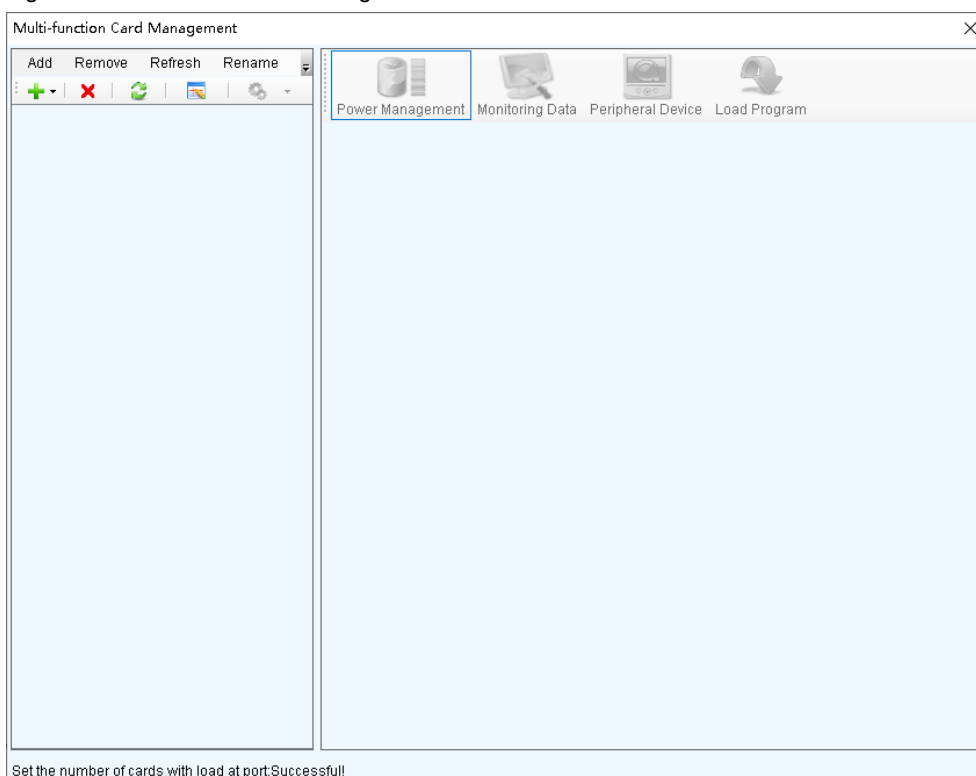 Multi-function Card Management
Add Remove Refresh Rename
Power Management Monitoring Data Peripheral Device Load Program
Set the number of cards with load at port:Successful!